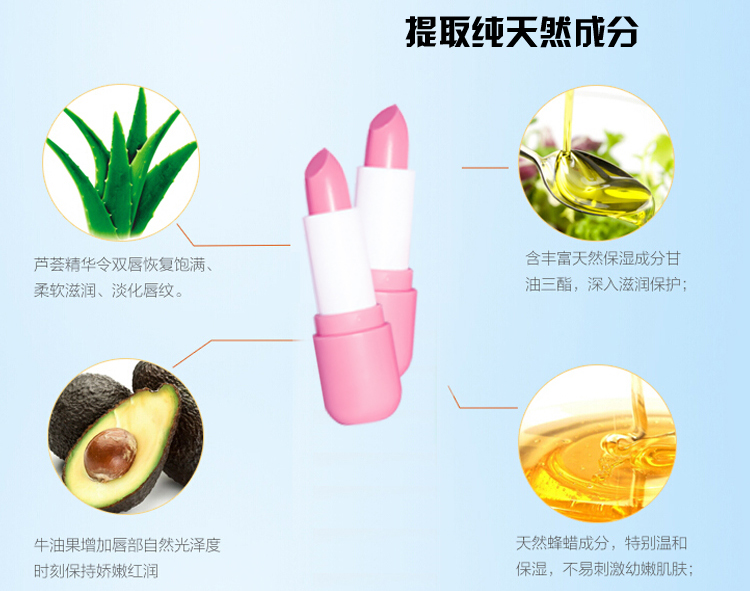 提取纯天然成分
芦荟精华令双唇恢复饱满、
柔软滋润、淡化唇纹。
含丰富天然保湿成分甘
油三酯，深入滋润保护；
牛油果增加唇部自然光泽度
时刻保持娇嫩红润
天然蜂蜡成分，特别温和
保湿，不易刺激幼嫩肌肤；